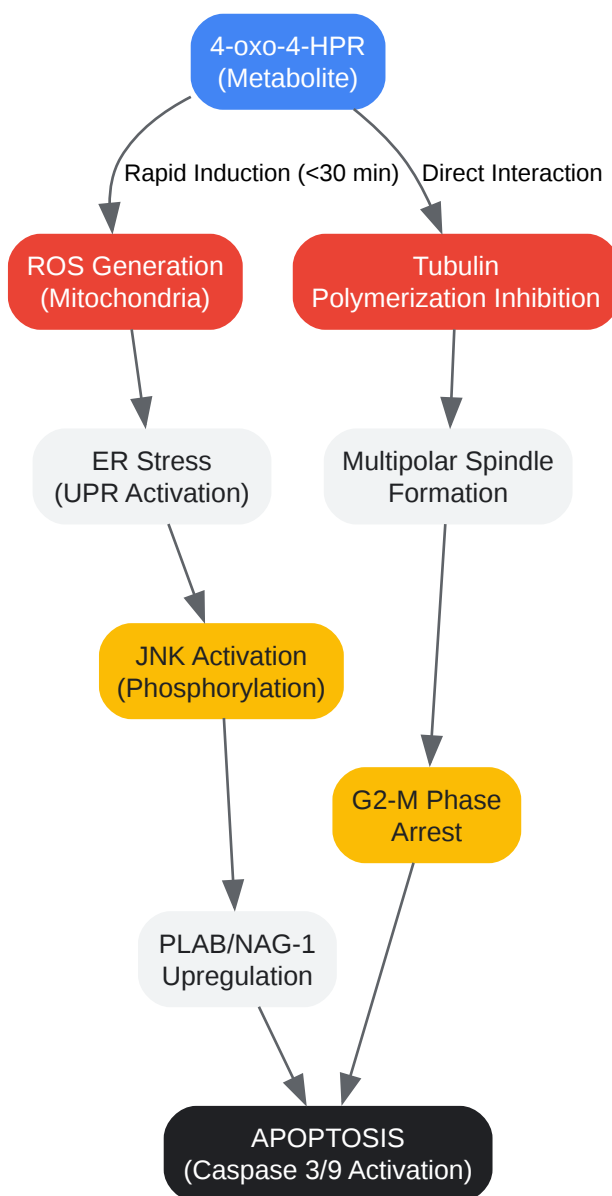 4-oxo-4-HPR
(Metabolite)
Rapid Induction (<30 min)
Direct Interaction
ROS Generation
(Mitochondria)
Tubulin
Polymerization Inhibition
ER Stress
(UPR Activation)
Multipolar Spindle
Formation
JNK Activation
(Phosphorylation)
G2-M Phase
Arrest
PLAB/NAG-1
Upregulation
APOPTOSIS
(Caspase 3/9 Activation)